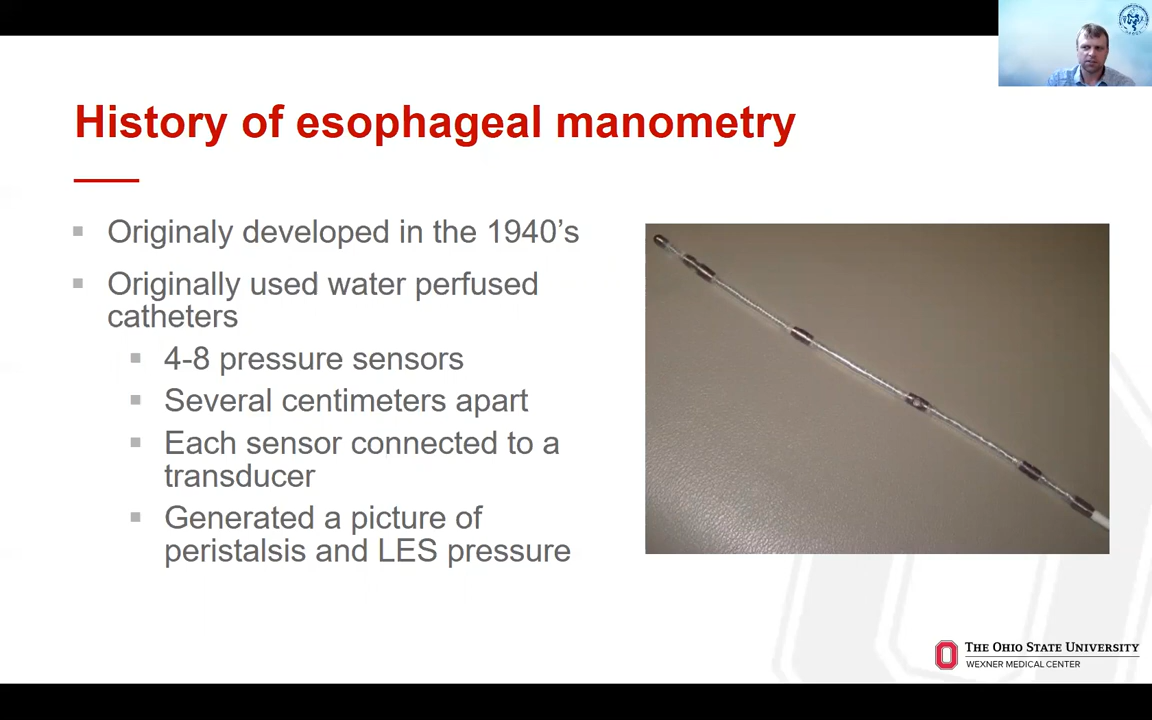 History of esophageal manometry
Originaly developed in the 1940's
Originally used water perfused
catheters
4-8 pressure sensors
Several centimeters apart
Each sensor connected to a
transducer
Generated a picture of
peristalsis and LES pressure
THE OHIO STATE UNIVERSITY
WEXNER MEDICAL CENTER